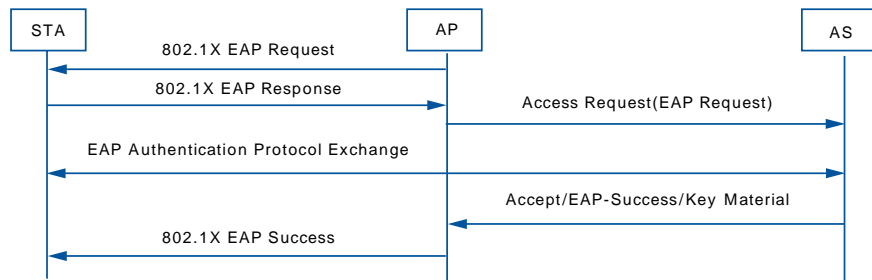 STA
AP
AS
802.1X EAP Request
802.1X EAP Response
Access Request(EAP Request)
EAP Authentication Protocol Exchange
Accept/EAP-Success/Key Material
802.1X EAP Success